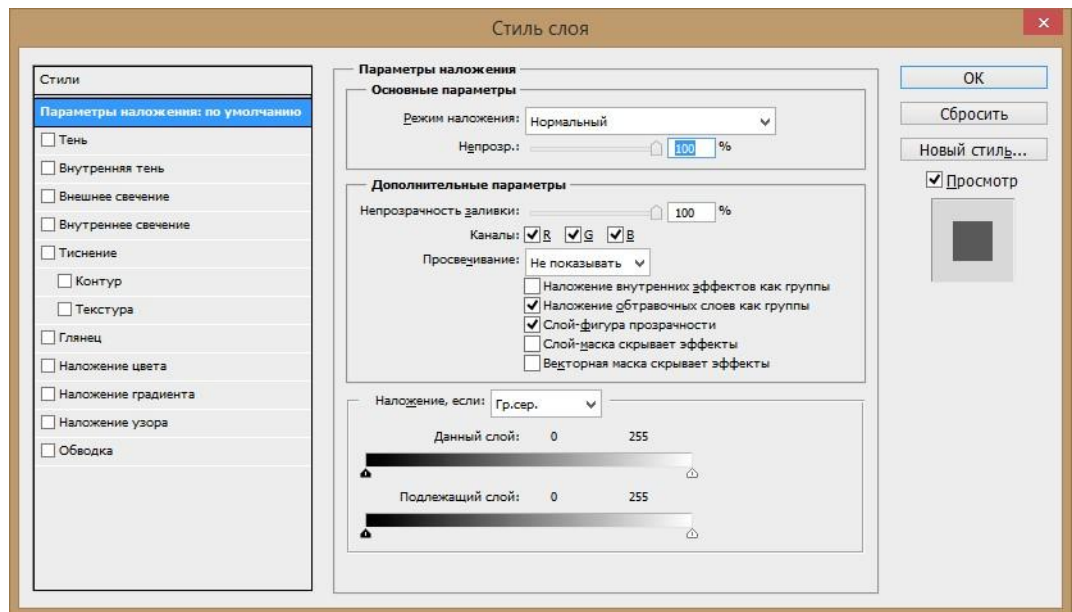 Стиль слоя
Стили
Параметры наложения: по умолчанию
Тень
Внутренняя тень
Внешнее свечение
Внутреннее свечение
Тиснение
Контур
Текстура
Глянец
Наложение цвета
Наложение градиента
Наложение узора
Обводка
Параметры наложения
Основные параметры
Режим наложения: Нормальный
Непрозр.: 100 %
Дополнительные параметры
Непрозрачность заливки: 100 %
Каналы: R G B
Просвечивание: Не показывать
Наложение внутренних эффектов как группы
Наложение обтравочных слоев как группы
Слой-фигура прозрачности
Слой-маска скрывает эффекты
Векторная маска скрывает эффекты
Наложение, если: Гр.сер.
Данный слой: 0 255
Подлежащий слой: 0 255
ОК
Сбросить
Новый стиль...
Просмотр